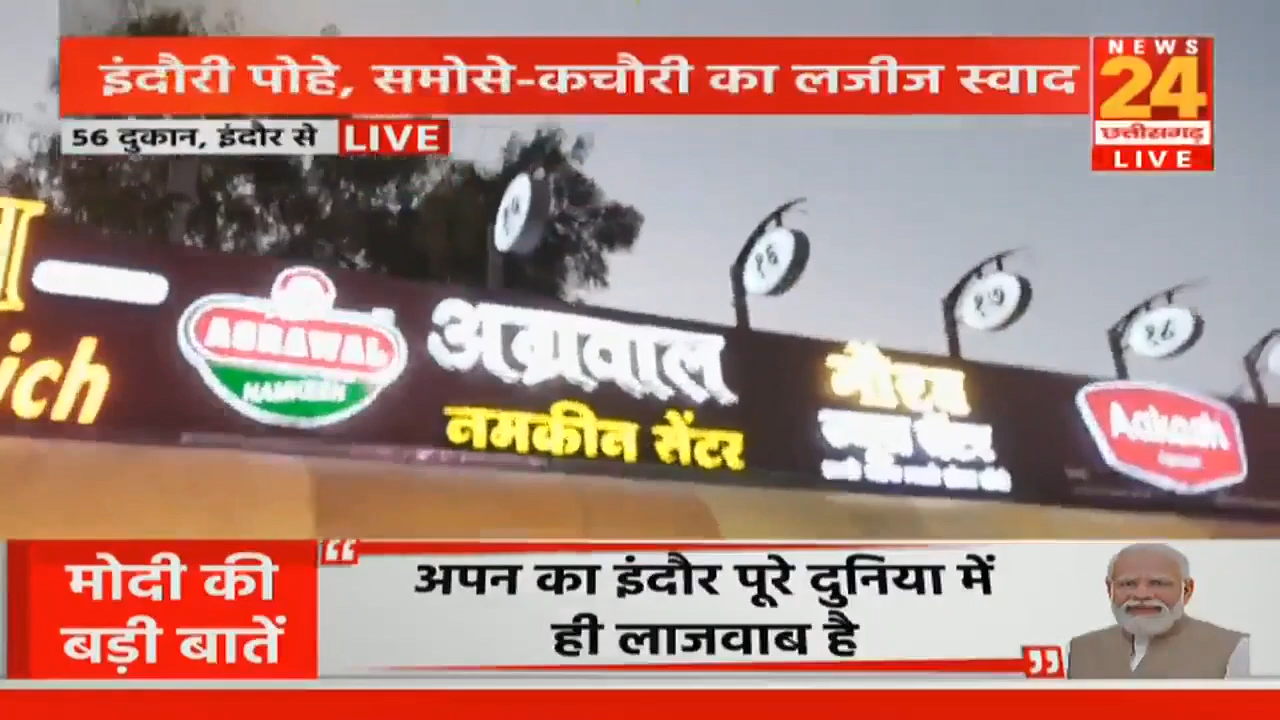 इंदौरी पोहे, समोसे-कचौरी का लजीज स्वाद
NEWS
24
छत्तीसगढ़
LIVE
56 दुकान, इंदौर से LIVE
ich
AGRAWAL
NAMKEEN
अग्रवाल
नमकीन सेंटर
Aakash
मोदी की
बड़ी बातें
“अपन का इंदौर पूरे दुनिया में
ही लाजवाब है”